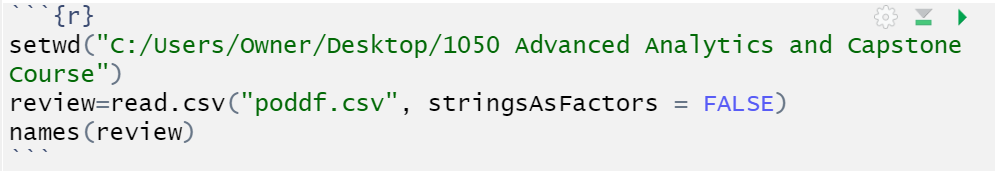 ```{r}
setwd("C:/Users/Owner/Desktop/1050 Advanced Analytics and Capstone
Course")
review=read.csv("poddf.csv", stringsAsFactors = FALSE)
names(review)
```